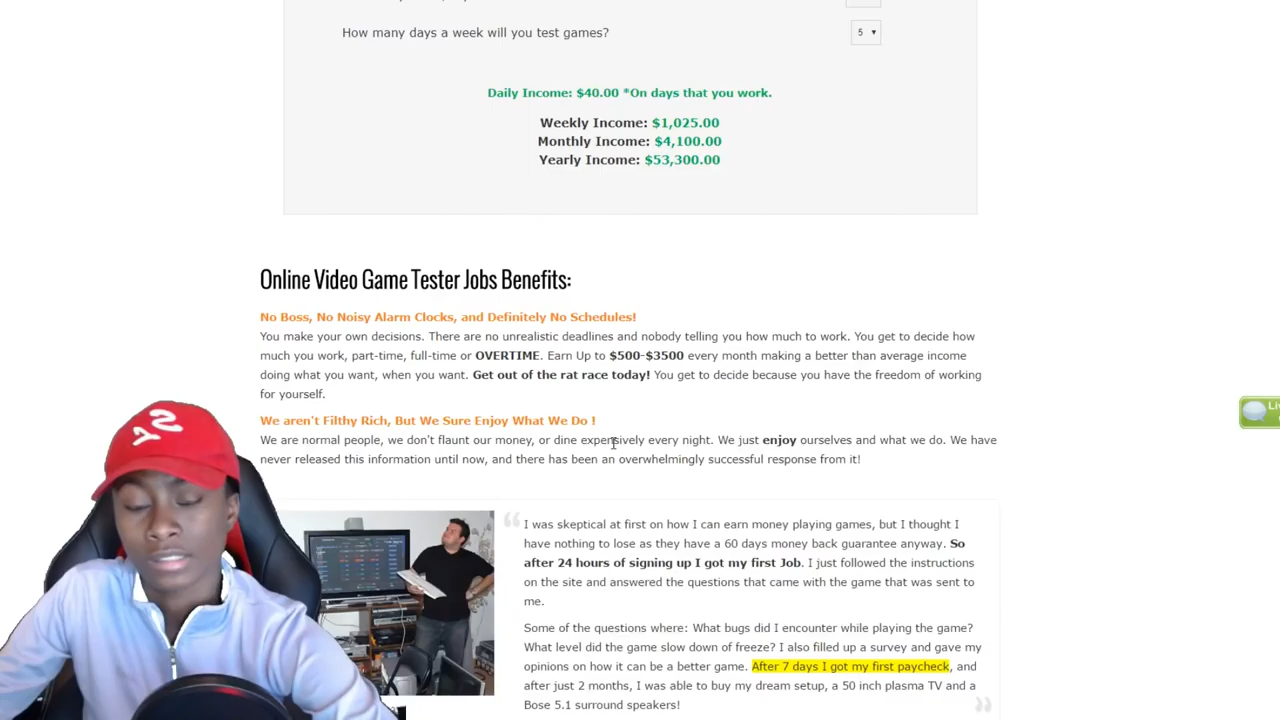 How many days a week will you test games?
5
Daily Income: $40.00 *On days that you work.
Weekly Income: $1,025.00
Monthly Income: $4,100.00
Yearly Income: $53,300.00
Online Video Game Tester Jobs Benefits:
No Boss, No Noisy Alarm Clocks, and Definitely No Schedules!
You make your own decisions. There are no unrealistic deadlines and nobody telling you how much to work. You get to decide how
much you work, part-time, full-time or OVERTIME. Earn Up to $500-$3500 every month making a better than average income
doing what you want, when you want. Get out of the rat race today! You get to decide because you have the freedom of working
for yourself.
We aren't Filthy Rich, But We Sure Enjoy What We Do !
We are normal people, we don't flaunt our money, or dine expensively every night. We just enjoy ourselves and what we do. We have
never released this information until now, and there has been an overwhelmingly successful response from it!
I was skeptical at first on how I can earn money playing games, but I thought I
have nothing to lose as they have a 60 days money back guarantee anyway. So
after 24 hours of signing up I got my first Job. I just followed the instructions
on the site and answered the questions that came with the game that was sent to
me.
Some of the questions where: What bugs did I encounter while playing the game?
What level did the game slow down of freeze? I also filled up a survey and gave my
opinions on how it can be a better game. After 7 days I got my first paycheck, and
after just 2 months, I was able to buy my dream setup, a 50 inch plasma TV and a
Bose 5.1 surround speakers!